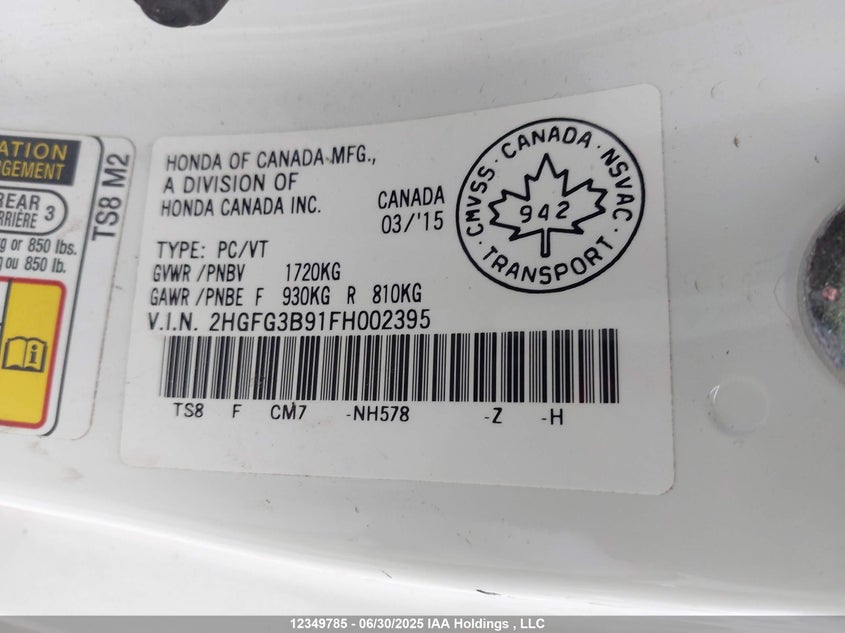 ATION
GEMENT
REAR
RRIÈRE 3
g or 850 lbs.
g ou 850 lb.
TS8 M2
HONDA OF CANADA MFG.,
A DIVISION OF
HONDA CANADA INC.
CANADA
03/'15
CMVSS · CANADA · NSVAC · TRANSPORT ·
942
TYPE: PC/VT
GVWR /PNBV 1720KG
GAWR /PNBE F 930KG R 810KG
V.I.N. 2HGFG3B91FH002395
TS8 F CM7 -NH578 -Z -H
12349785 - 06/30/2025 IAA Holdings , LLC